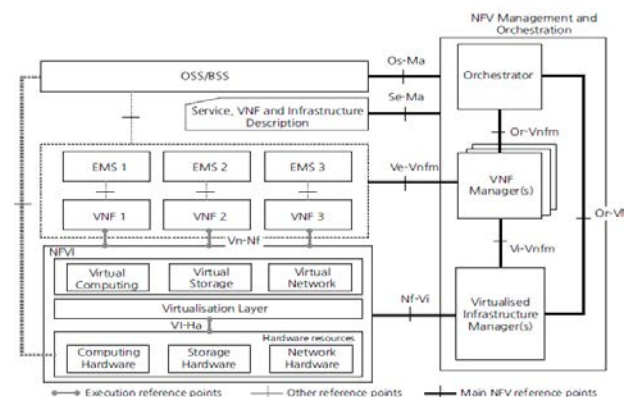 NFV Management and
Orchestration
Os-Ma
OSS/BSS
Orchestrator
Se-Ma
Service, VNF and Infrastructure
Description
Or-Vnfm
EMS 1
EMS 2
EMS 3
Ve-Vnfm
VNF
Manager(s)
VNF 1
VNF 2
VNF 3
Or-Vi
Vn-Nf
NFVI
Vi-Vnfm
Virtual
Computing
Virtual
Storage
Virtual
Network
Virtualisation Layer
Nf-Vi
Virtualised
Infrastructure
Manager(s)
VI-Ha
Hardware resources
Computing
Hardware
Storage
Hardware
Network
Hardware
Execution reference points
Other reference points
Main NFV reference points